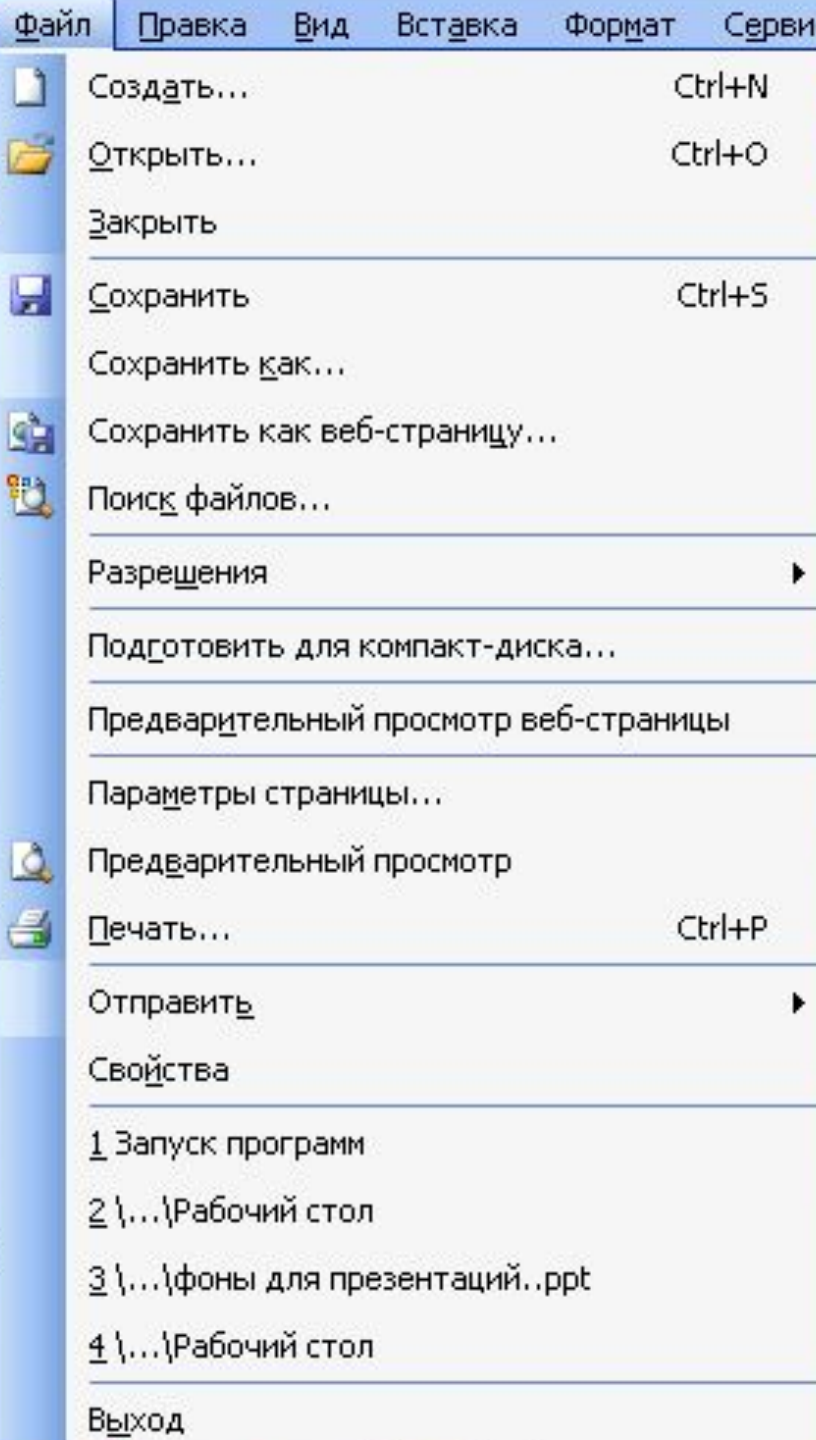 Файл Правка Вид Вставка Формат Серви
Создать... Ctrl+N
Открыть... Ctrl+O
Закрыть
Сохранить Ctrl+S
Сохранить как...
Сохранить как веб-страницу...
Поиск файлов...
Разрешения
Подготовить для компакт-диска...
Предварительный просмотр веб-страницы
Параметры страницы...
Предварительный просмотр
Печать... Ctrl+P
Отправить
Свойства
1 Запуск программ
2 \...\Рабочий стол
3 \...\фоны для презентаций..ppt
4 \...\Рабочий стол
Выход